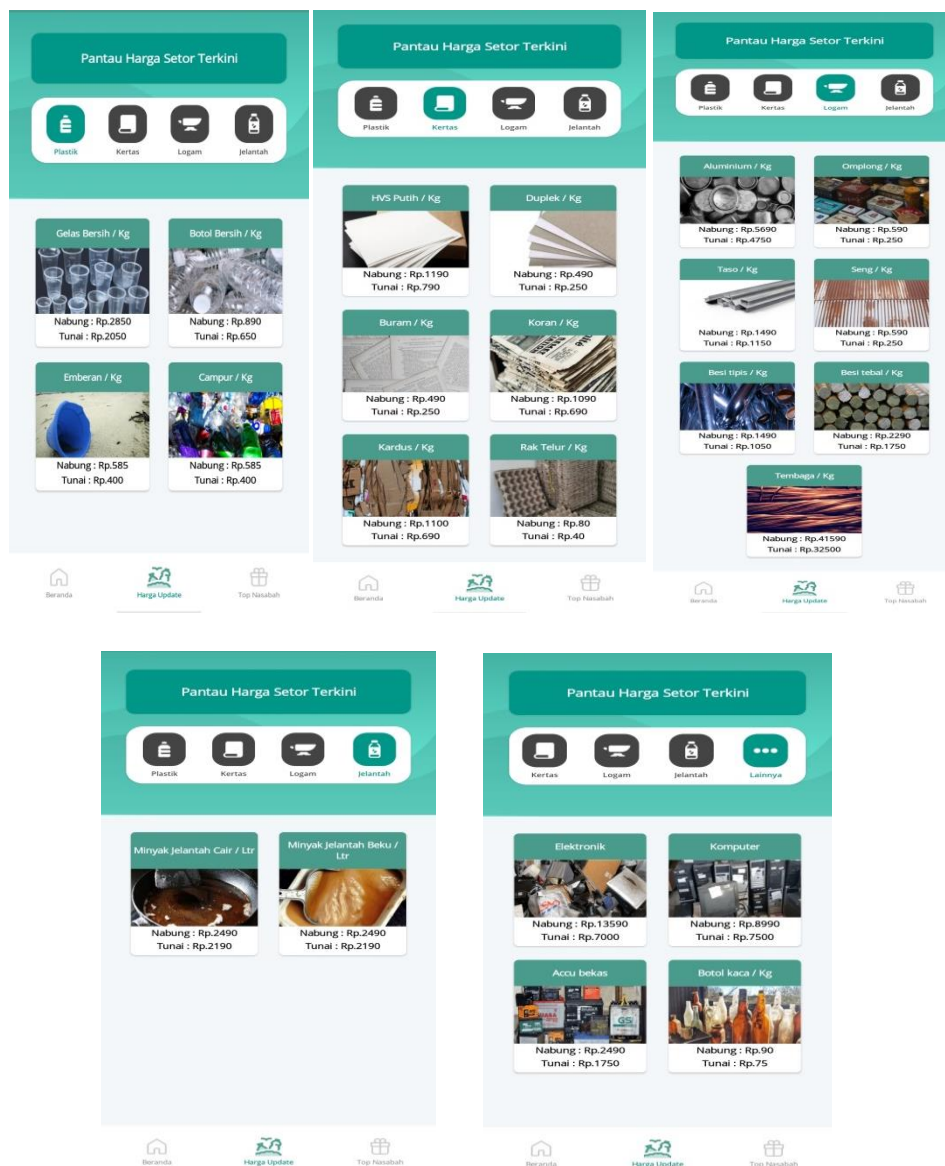 Pantau Harga Setor Terkini
Plastik
Kertas
Logam
Jelantah
Gelas Bersih / Kg
Nabung : Rp.2850
Tunai : Rp.2050
Botol Bersih / Kg
Nabung : Rp.890
Tunai : Rp.650
Emberan / Kg
Nabung : Rp.585
Tunai : Rp.400
Campur / Kg
Nabung : Rp.585
Tunai : Rp.400
Beranda
Harga Update
Top Nasabah
Pantau Harga Setor Terkini
Plastik
Kertas
Logam
Jelantah
HVS Putih / Kg
Nabung : Rp.1190
Tunai : Rp.790
Duplek / Kg
Nabung : Rp.490
Tunai : Rp.250
Buram / Kg
Nabung : Rp.490
Tunai : Rp.250
Koran / Kg
Nabung : Rp.1090
Tunai : Rp.690
Kardus / Kg
Nabung : Rp.1100
Tunai : Rp.690
Rak Telur / Kg
Nabung : Rp.80
Tunai : Rp.40
Beranda
Harga Update
Top Nasabah
Pantau Harga Setor Terkini
Plastik
Kertas
Logam
Jelantah
Aluminium / Kg
Nabung : Rp.5690
Tunai : Rp.4750
Omplong / Kg
Nabung : Rp.590
Tunai : Rp.250
Taso / Kg
Nabung : Rp.1490
Tunai : Rp.1150
Seng / Kg
Nabung : Rp.590
Tunai : Rp.250
Besi tipis / Kg
Nabung : Rp.1490
Tunai : Rp.1050
Besi tebal / Kg
Nabung : Rp.2290
Tunai : Rp.1750
Tembaga / Kg
Nabung : Rp.41590
Tunai : Rp.32500
Beranda
Harga Update
Top Nasabah
Pantau Harga Setor Terkini
Plastik
Kertas
Logam
Jelantah
Minyak Jelantah Cair / Ltr
Nabung : Rp.2490
Tunai : Rp.2190
Minyak Jelantah Beku /
Ltr
Nabung : Rp.2490
Tunai : Rp.2190
Beranda
Harga Update
Top Nasabah
Pantau Harga Setor Terkini
Kertas
Logam
Jelantah
Lainnya
Elektronik
Nabung : Rp.13590
Tunai : Rp.7000
Komputer
Nabung : Rp.8990
Tunai : Rp.7500
Accu bekas
GS
Nabung : Rp.2490
Tunai : Rp.1750
Botol kaca / Kg
Nabung : Rp.90
Tunai : Rp.75
Beranda
Harga Update
Top Nasabah